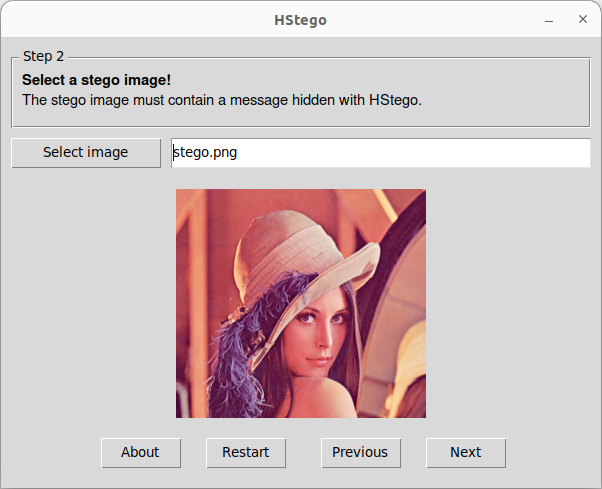 HStego
Step 2
Select a stego image!
The stego image must contain a message hidden with HStego.
Select image
stego.png
About
Restart
Previous
Next